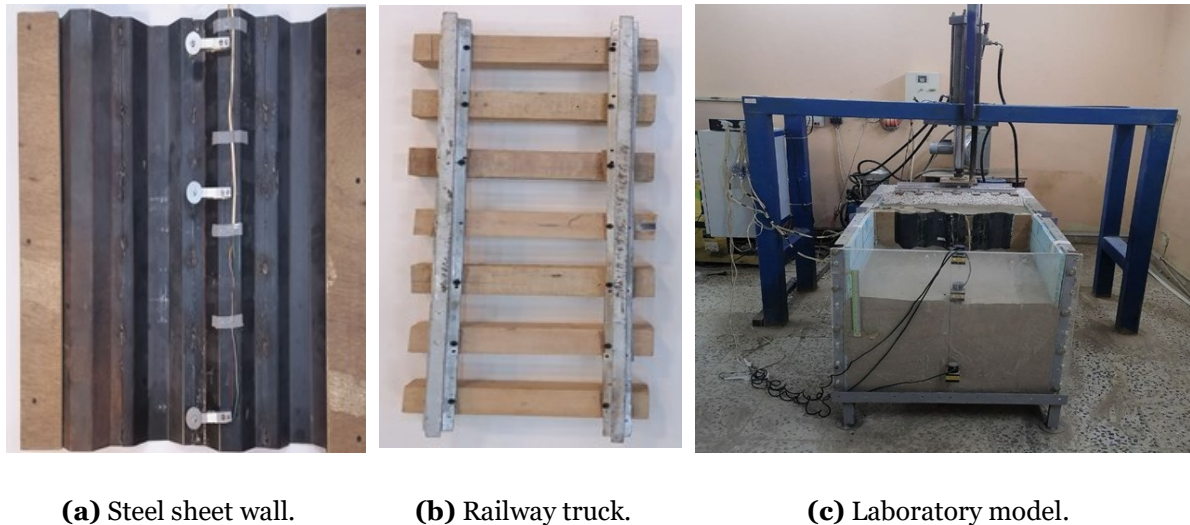 (a) Steel sheet wall.
(b) Railway truck.
(c) Laboratory model.